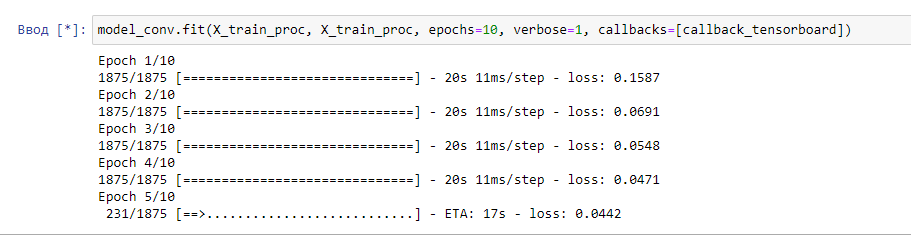 Ввод [*]: model_conv.fit(X_train_proc, X_train_proc, epochs=10, verbose=1, callbacks=[callback_tensorboard])
Epoch 1/10
1875/1875 [==============================] - 20s 11ms/step - loss: 0.1587
Epoch 2/10
1875/1875 [==============================] - 20s 11ms/step - loss: 0.0691
Epoch 3/10
1875/1875 [==============================] - 20s 11ms/step - loss: 0.0548
Epoch 4/10
1875/1875 [==============================] - 20s 11ms/step - loss: 0.0471
Epoch 5/10
231/1875 [==>...........................] - ETA: 17s - loss: 0.0442